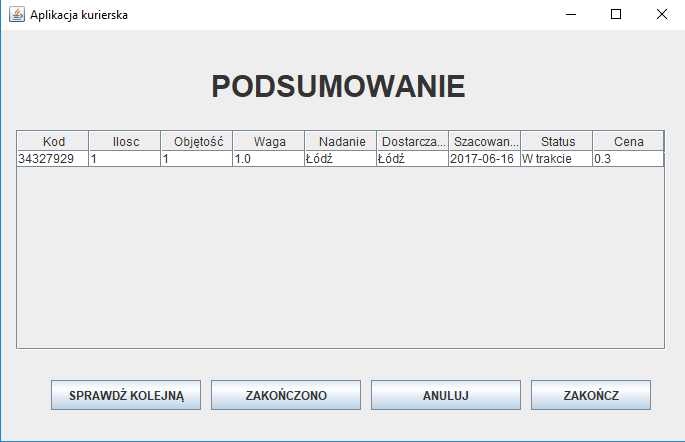 Aplikacja kurierska
PODSUMOWANIE
Kod Ilosc Objętość Waga Nadanie Dostarcza... Szacowan... Status Cena
34327929 1 1 1.0 Łódź Łódź 2017-06-16 W trakcie 0.3
SPRAWDŹ KOLEJNĄ ZAKOŃCZONO ANULUJ ZAKOŃCZ